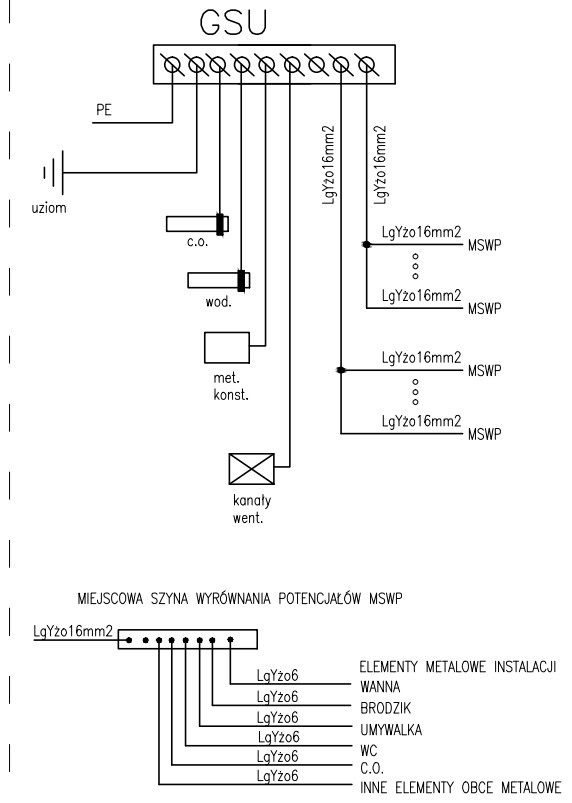 GSU
PE
uziom
LgYżo16mm2
LgYżo16mm2
c.o.
wod.
met.
konst.
kanały
went.
LgYżo16mm2 MSWP
LgYżo16mm2 MSWP
LgYżo16mm2 MSWP
LgYżo16mm2 MSWP
MIEJSCOWA SZYNA WYRÓWNANIA POTENCJAŁÓW MSWP
LgYżo16mm2
ELEMENTY METALOWE INSTALACJI
LgYżo6 WANNA
LgYżo6 BRODZIK
LgYżo6 UMYWALKA
LgYżo6 WC
LgYżo6 C.O.
LgYżo6 INNE ELEMENTY OBCE METALOWE